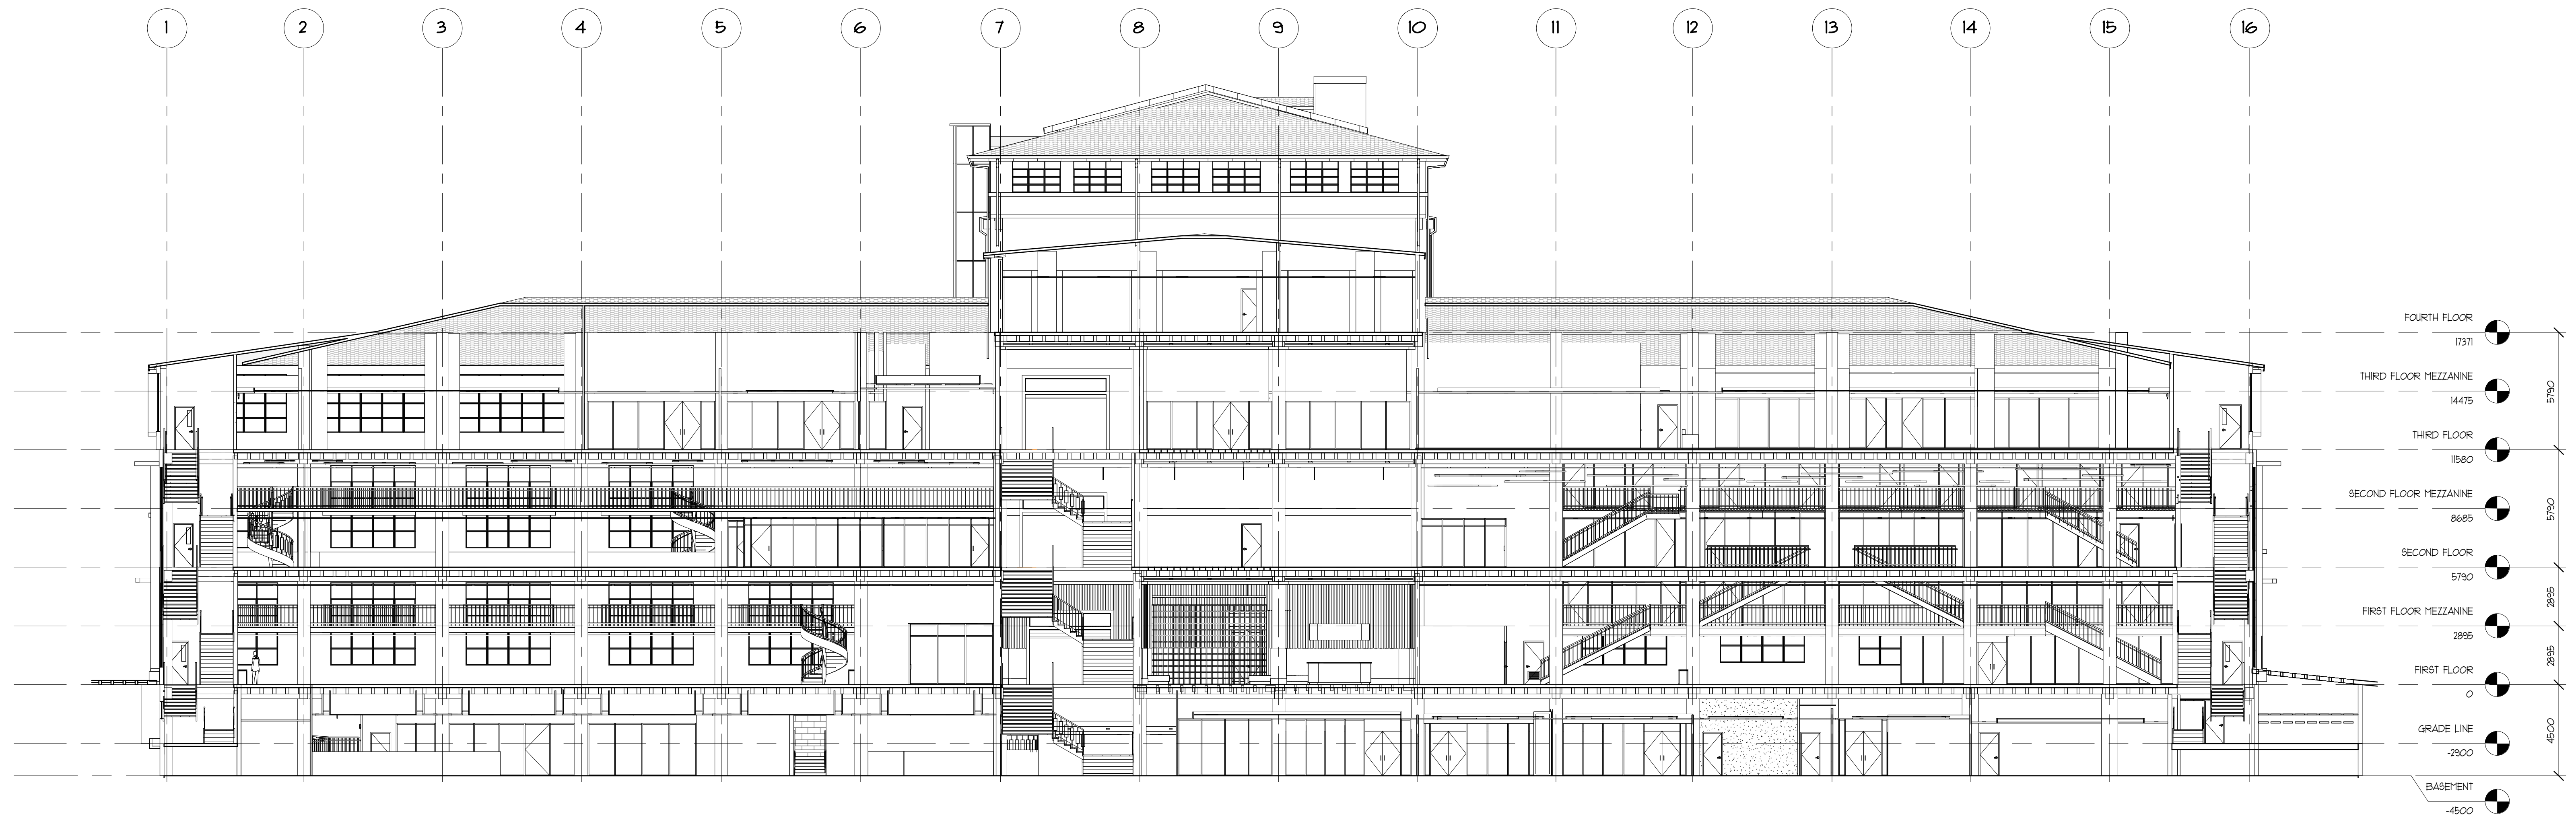 1 2 3 4 5 6 7 8 9 10 11 12 13 14 15 16
FOURTH FLOOR
17371
THIRD FLOOR MEZZANINE
14475
5790
THIRD FLOOR
11580
SECOND FLOOR MEZZANINE
8685
5790
SECOND FLOOR
5790
2895
FIRST FLOOR MEZZANINE
2895
2895
FIRST FLOOR
0
GRADE LINE
-2900
4500
BASEMENT
-4500